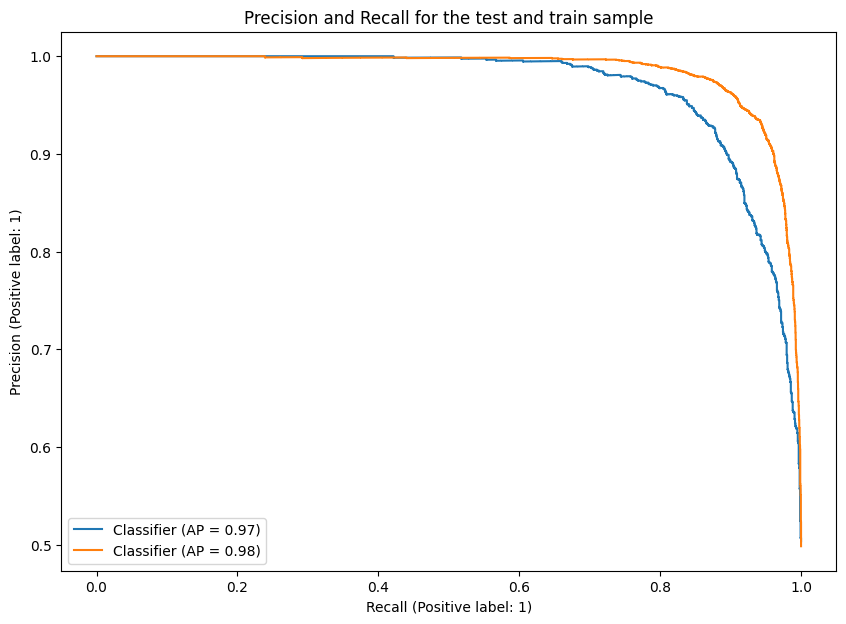 Precision and Recall for the test and train sample
Precision (Positive label: 1)
1.0
0.9
0.8
0.7
0.6
0.5
Classifier (AP = 0.97)
Classifier (AP = 0.98)
0.0 0.2 0.4 0.6 0.8 1.0
Recall (Positive label: 1)